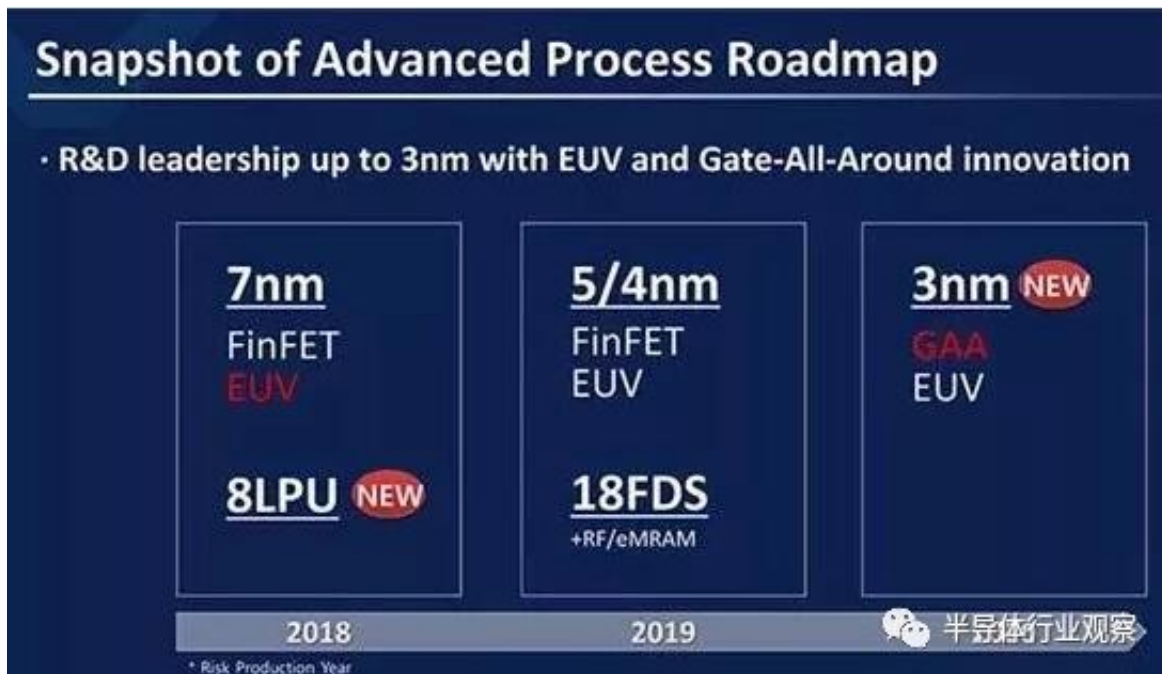 Snapshot of Advanced Process Roadmap
· R&D leadership up to 3nm with EUV and Gate-All-Around innovation
7nm
FinFET
EUV
8LPU NEW
5/4nm
FinFET
EUV
18FDS
+RF/eMRAM
3nm NEW
GAA
EUV
2018
2019
半导体行业观察
* Risk Production Year